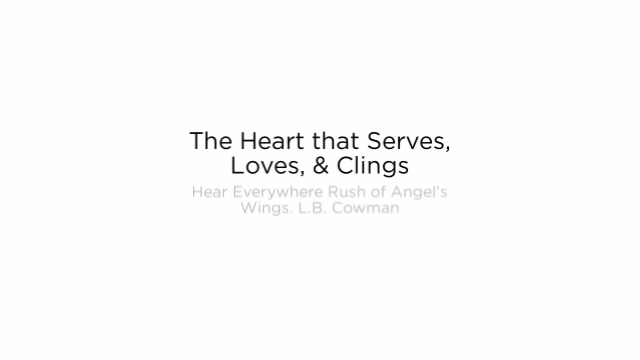 The Heart that Serves,
Loves, & Clings
Hear Everywhere Rush of Angel's
Wings. L.B. Cowman